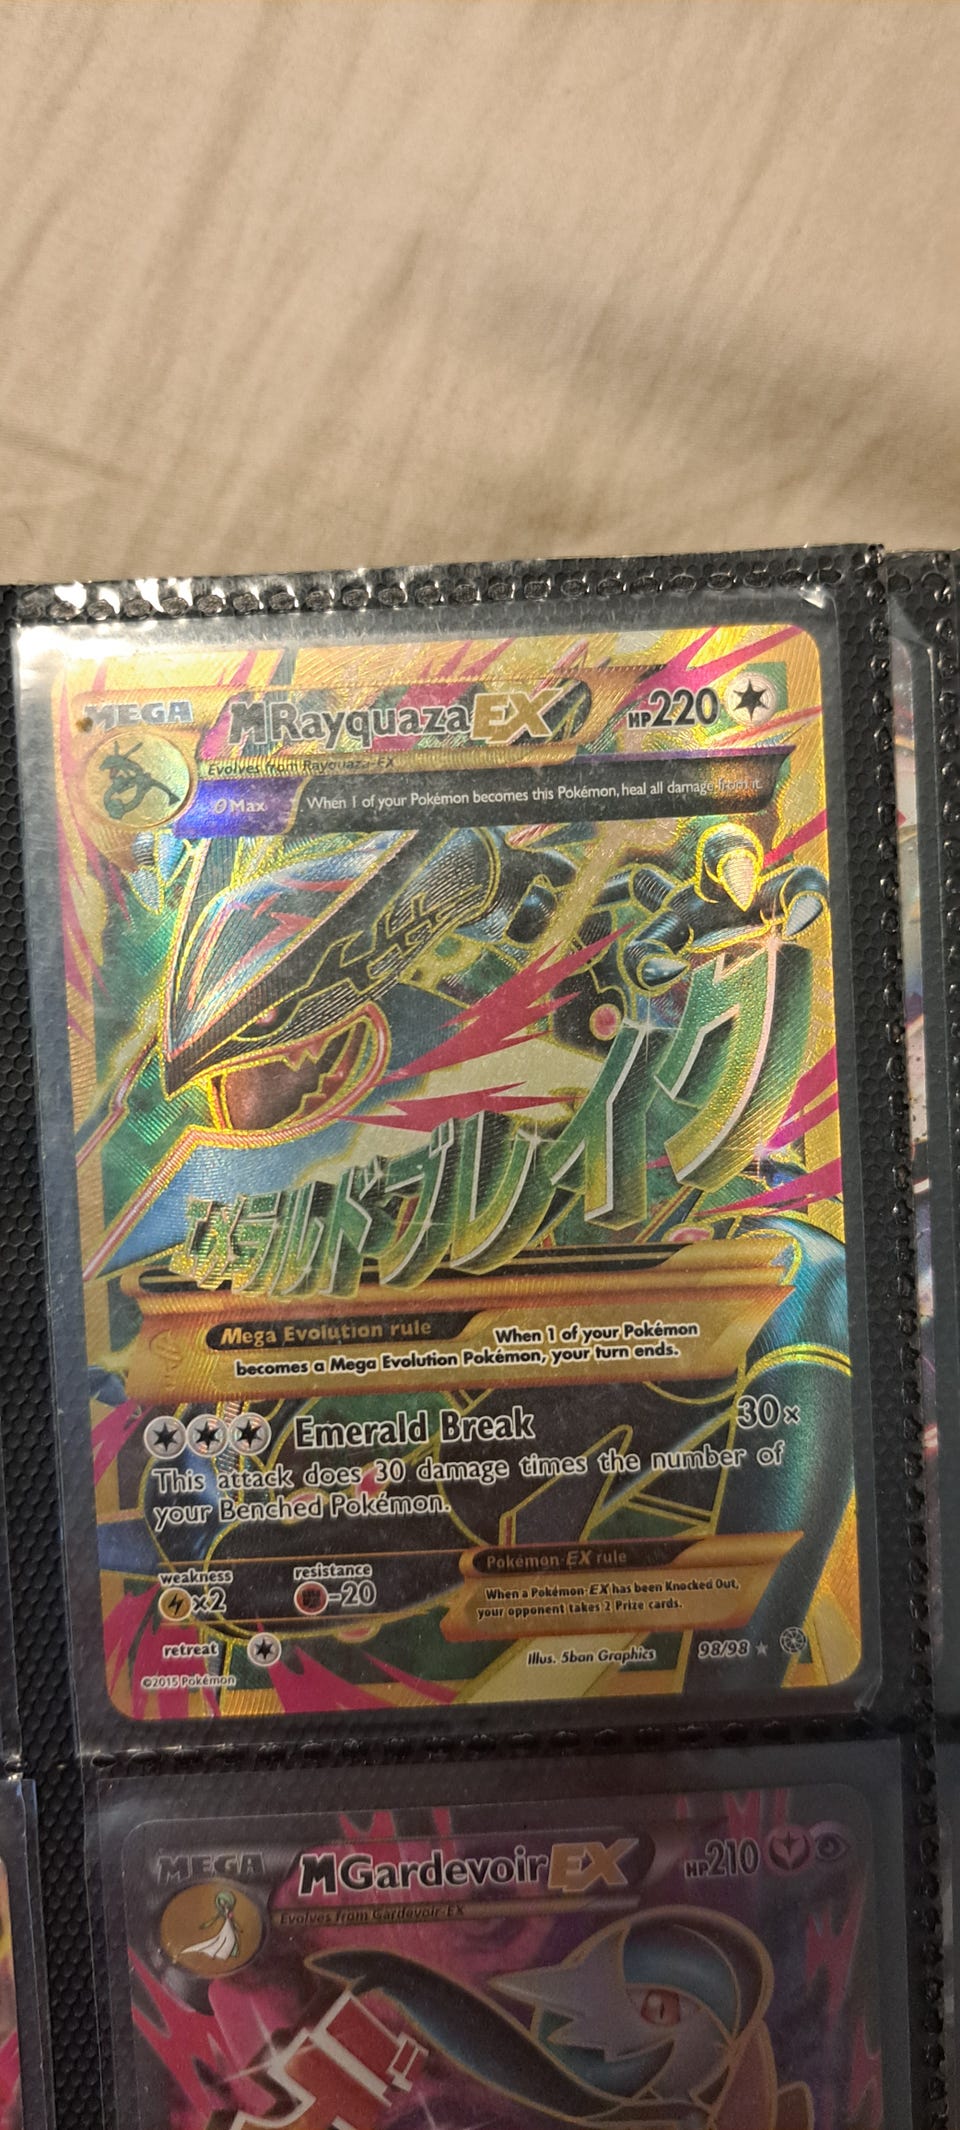 MEGA MRayquazaEX HP220
Evolves from Rayquaza-EX
θ Max When 1 of your Pokémon becomes this Pokémon, heal all damage from it.
エメラルドブレイク
Mega Evolution rule When 1 of your Pokémon
becomes a Mega Evolution Pokémon, your turn ends.
Emerald Break 30×
This attack does 30 damage times the number of
your Benched Pokémon.
weakness resistance
×2 -20
Pokémon-EX rule
When a Pokémon-EX has been Knocked Out,
your opponent takes 2 Prize cards.
retreat
Illus. 5ban Graphics 98/98
©2015 Pokémon
MEGA MGardevoirEX HP210
Evolves from Gardevoir-EX